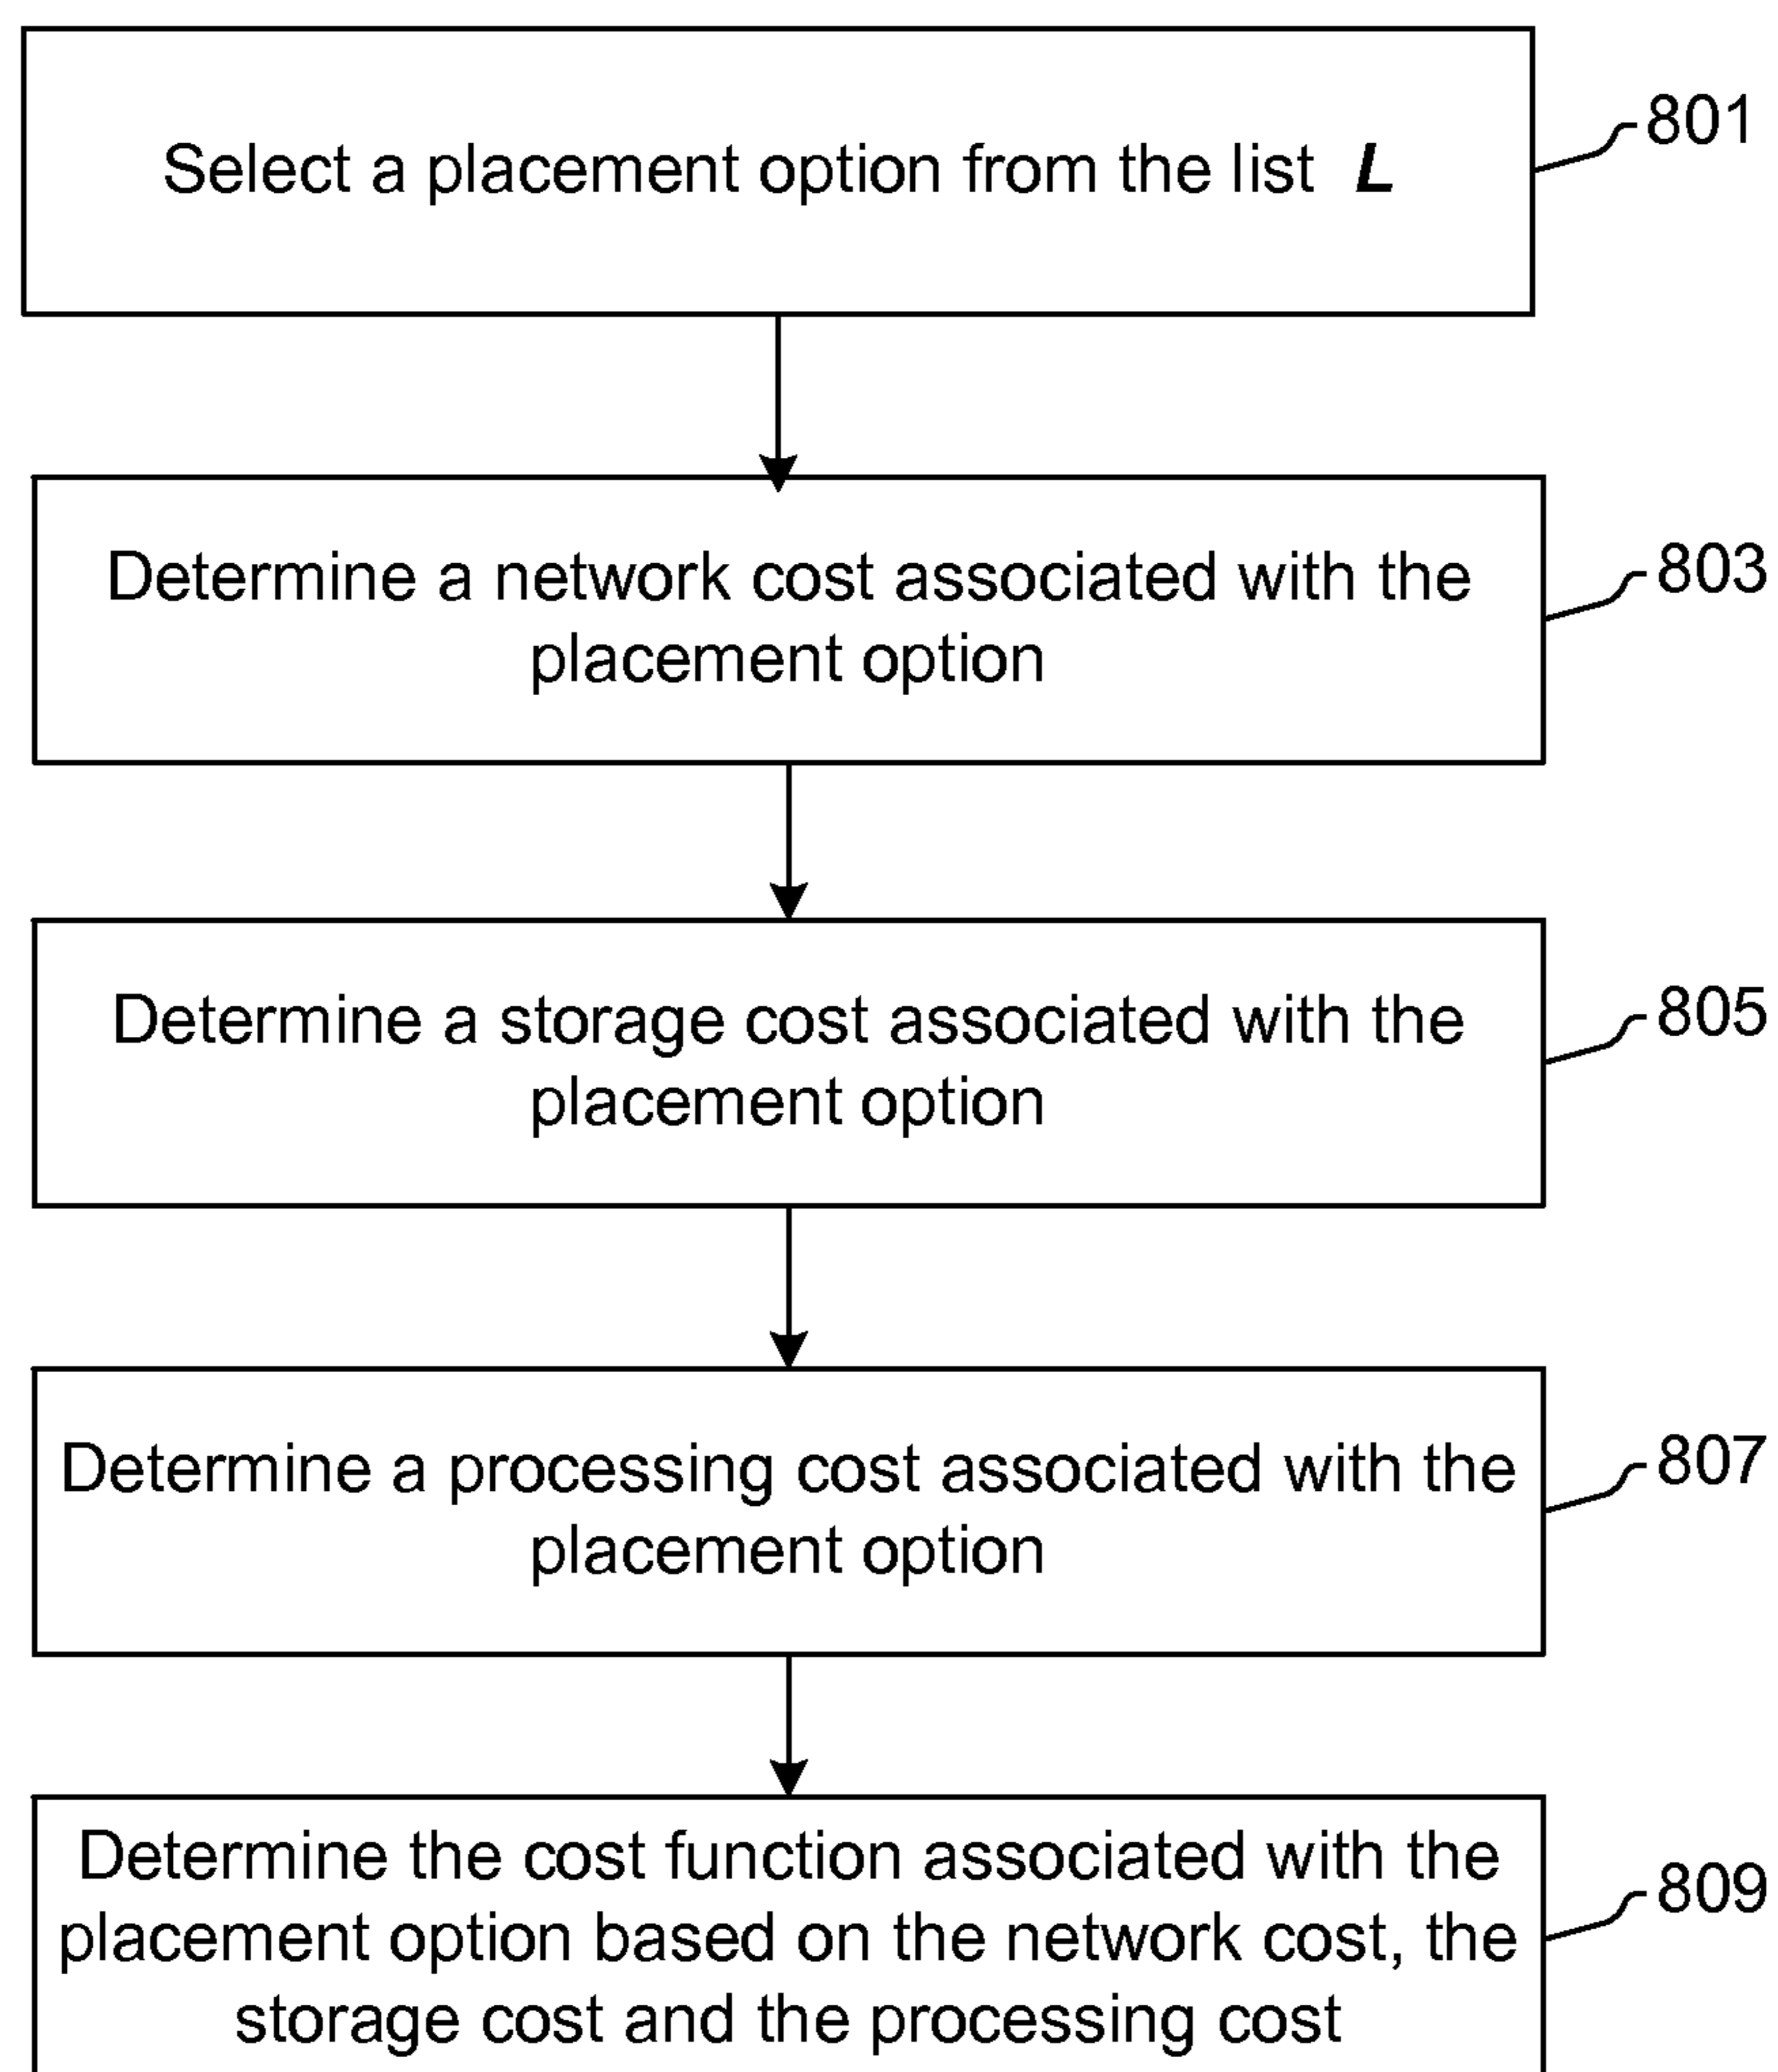 Select a placement option from the list L
801
Determine a network cost associated with the
placement option
803
Determine a storage cost associated with the
placement option
805
Determine a processing cost associated with the
placement option
807
Determine the cost function associated with the
placement option based on the network cost, the
storage cost and the processing cost
809